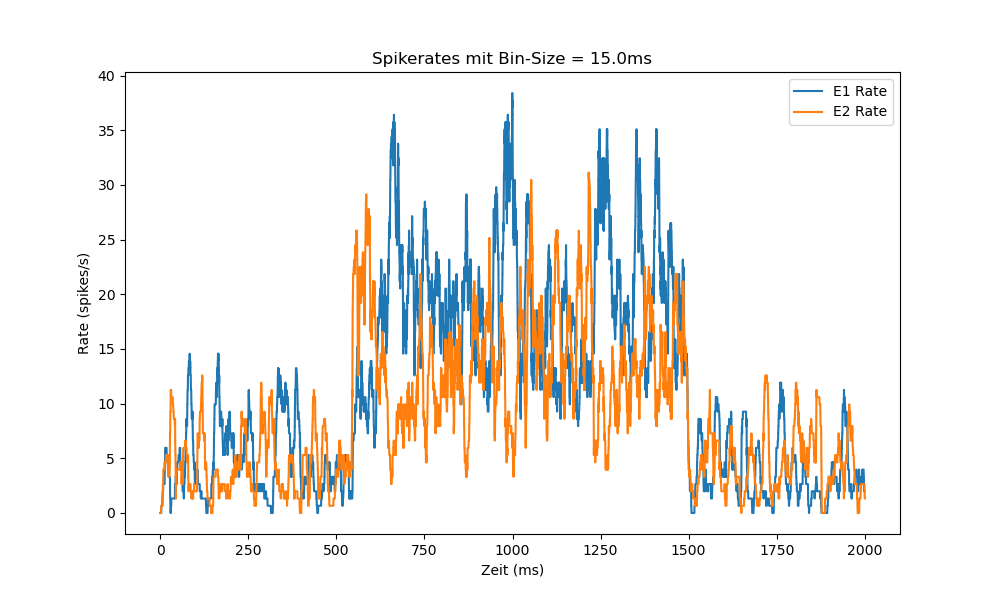 Spikerates mit Bin-Size = 15.0ms
E1 Rate
E2 Rate
Rate (spikes/s)
40
35
30
25
20
15
10
5
0
0 250 500 750 1000 1250 1500 1750 2000
Zeit (ms)